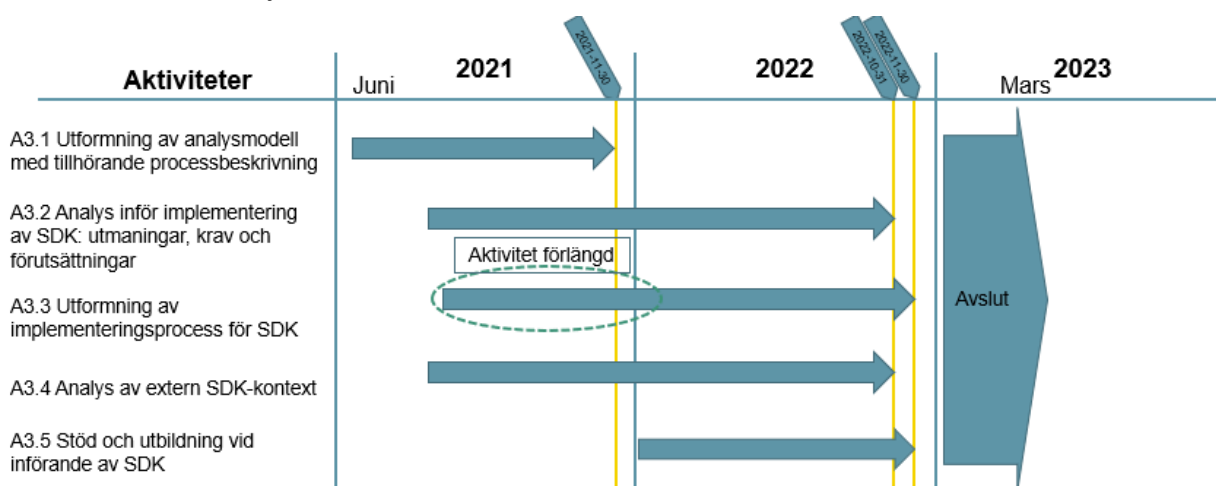 2021-11-30
2022-10-31
2022-11-30
Aktiviteter
2021
2022
2023
Juni
Mars
A3.1 Utformning av analysmodell
med tillhörande processbeskrivning
A3.2 Analys inför implementering
av SDK: utmaningar, krav och
förutsättningar
Aktivitet förlängd
A3.3 Utformning av
implementeringsprocess för SDK
Avslut
A3.4 Analys av extern SDK-kontext
A3.5 Stöd och utbildning vid
införande av SDK